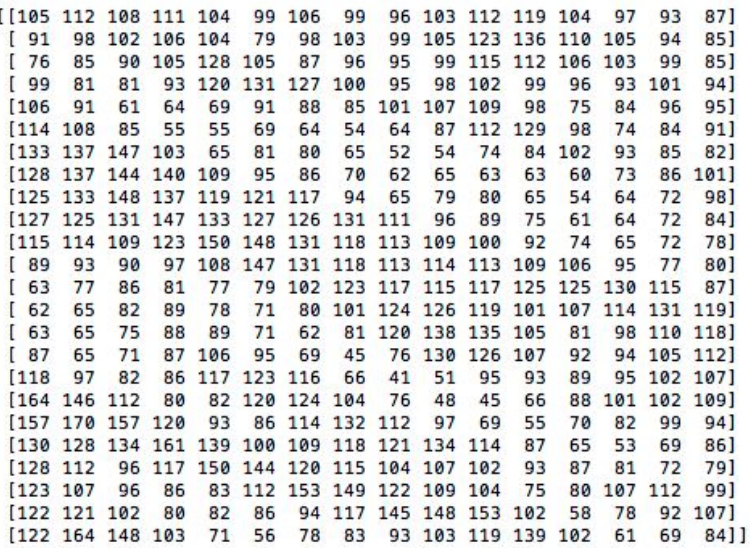 [[105 112 108 111 104 99 106 99 96 103 112 119 104 97 93 87]
[ 91 98 102 106 104 79 98 103 99 105 123 136 110 105 94 85]
[ 76 85 90 105 128 105 87 96 95 99 115 112 106 103 99 85]
[ 99 81 81 93 120 131 127 100 95 98 102 99 96 93 101 94]
[106 91 61 64 69 91 88 85 101 107 109 98 75 84 96 95]
[114 108 85 55 55 69 64 54 64 87 112 129 98 74 84 91]
[133 137 147 103 65 81 80 65 52 54 74 84 102 93 85 82]
[128 137 144 140 109 95 86 70 62 65 63 63 60 73 86 101]
[125 133 148 137 119 121 117 94 65 79 80 65 54 64 72 98]
[127 125 131 147 133 127 126 131 111 96 89 75 61 64 72 84]
[115 114 109 123 150 148 131 118 113 109 100 92 74 65 72 78]
[ 89 93 90 97 108 147 131 118 113 114 113 109 106 95 77 80]
[ 63 77 86 81 77 79 102 123 117 115 117 125 125 130 115 87]
[ 62 65 82 89 78 71 80 101 124 126 119 101 107 114 131 119]
[ 63 65 75 88 89 71 62 81 120 138 135 105 81 98 110 118]
[ 87 65 71 87 106 95 69 45 76 130 126 107 92 94 105 112]
[118 97 82 86 117 123 116 66 41 51 95 93 89 95 102 107]
[164 146 112 80 82 120 124 104 76 48 45 66 88 101 102 109]
[157 170 157 120 93 86 114 132 112 97 69 55 70 82 99 94]
[130 128 134 161 139 100 109 118 121 134 114 87 65 53 69 86]
[128 112 96 117 150 144 120 115 104 107 102 93 87 81 72 79]
[123 107 96 86 83 112 153 149 122 109 104 75 80 107 112 99]
[122 121 102 80 82 86 94 117 145 148 153 102 58 78 92 107]
[122 164 148 103 71 56 78 83 93 103 119 139 102 61 69 84]]